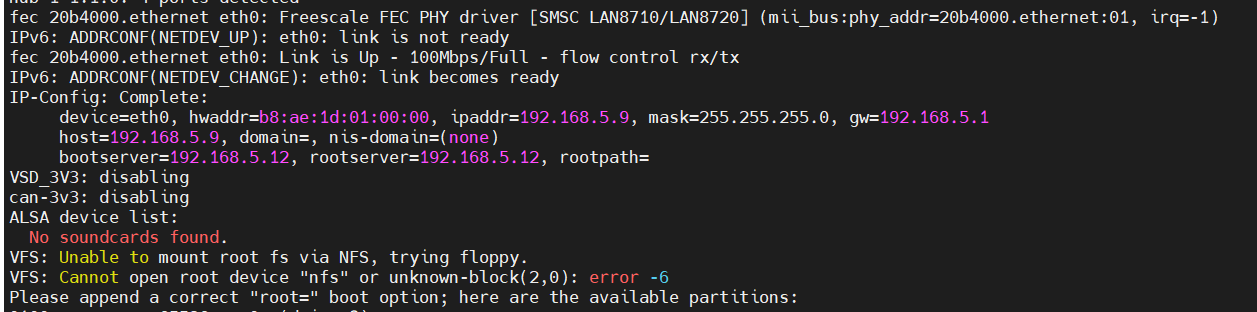 fec 20b4000.ethernet eth0: Freescale FEC PHY driver [SMSC LAN8710/LAN8720] (mii_bus:phy_addr=20b4000.ethernet:01, irq=-1)
IPv6: ADDRCONF(NETDEV_UP): eth0: link is not ready
fec 20b4000.ethernet eth0: Link is Up - 100Mbps/Full - flow control rx/tx
IPv6: ADDRCONF(NETDEV_CHANGE): eth0: link becomes ready
IP-Config: Complete:
     device=eth0, hwaddr=b8:ae:1d:01:00:00, ipaddr=192.168.5.9, mask=255.255.255.0, gw=192.168.5.1
     host=192.168.5.9, domain=, nis-domain=(none)
     bootserver=192.168.5.12, rootserver=192.168.5.12, rootpath=
VSD_3V3: disabling
can-3v3: disabling
ALSA device list:
  No soundcards found.
VFS: Unable to mount root fs via NFS, trying floppy.
VFS: Cannot open root device "nfs" or unknown-block(2,0): error -6
Please append a correct "root=" boot option; here are the available partitions: